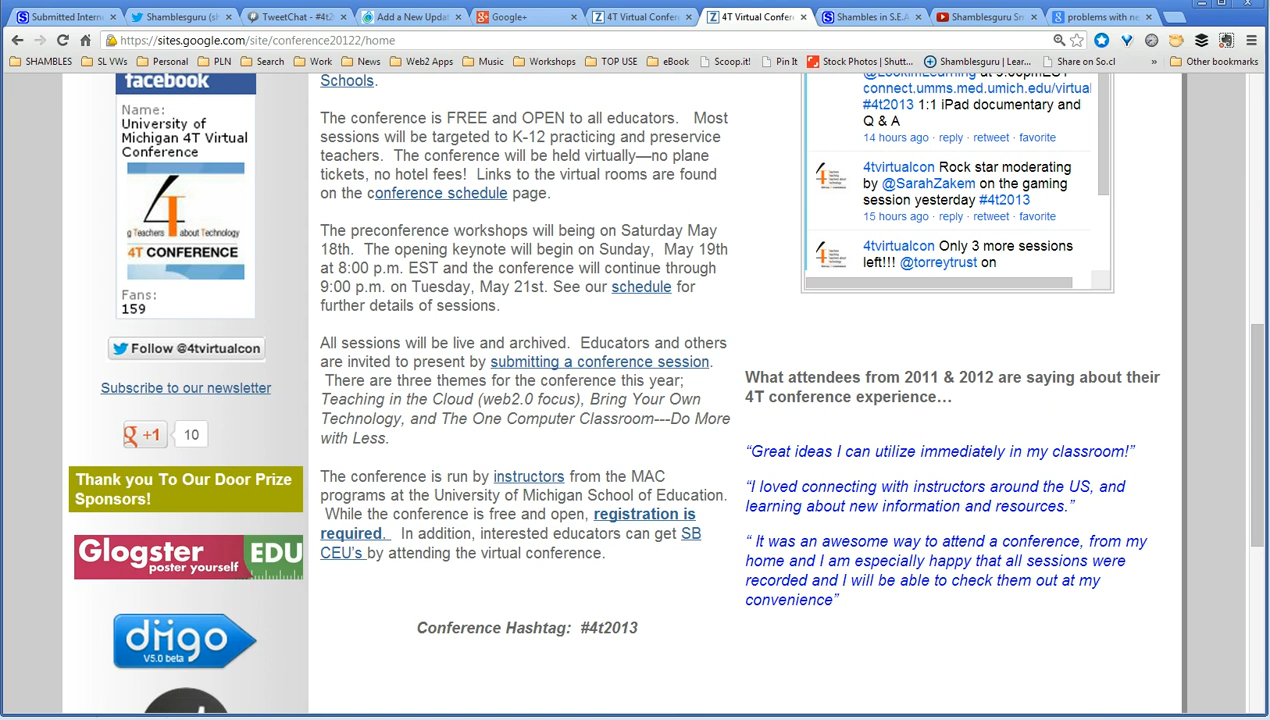 Submitted Intern
Shamblesguru (sh
TweetChat - #4t2
Add a New Updat
Google+
4T Virtual Confer
4T Virtual Confer
Shambles in S.E.A
Shamblesguru Sm
problems with ne
https://sites.google.com/site/conference20122/home
SHAMBLES
SL VWs
Personal
PLN
Search
Work
News
Web2 Apps
Music
Workshops
TOP USE
eBook
Scoop.it!
Pin It
Stock Photos | Shutt...
Shamblesguru | Lear...
Share on So.cl
»
Other bookmarks
facebook
Name:
University of
Michigan 4T Virtual
Conference
4
g Teachers about Technology
4T CONFERENCE
Fans:
159
Follow @4tvirtualcon
Subscribe to our newsletter
g +1
10
Thank you To Our Door Prize
Sponsors!
Glogster EDU
poster yourself
diigo
V5.0 beta
Schools.
The conference is FREE and OPEN to all educators. Most
sessions will be targeted to K-12 practicing and preservice
teachers. The conference will be held virtually—no plane
tickets, no hotel fees! Links to the virtual rooms are found
on the conference schedule page.
The preconference workshops will being on Saturday May
18th. The opening keynote will begin on Sunday, May 19th
at 8:00 p.m. EST and the conference will continue through
9:00 p.m. on Tuesday, May 21st. See our schedule for
further details of sessions.
All sessions will be live and archived. Educators and others
are invited to present by submitting a conference session.
There are three themes for the conference this year;
Teaching in the Cloud (web2.0 focus), Bring Your Own
Technology, and The One Computer Classroom---Do More
with Less.
The conference is run by instructors from the MAC
programs at the University of Michigan School of Education.
While the conference is free and open, registration is
required. In addition, interested educators can get SB
CEU's by attending the virtual conference.
Conference Hashtag: #4t2013
@LookimLearning at 9:00pmEST
connect.umms.med.umich.edu/virtual
#4t2013 1:1 iPad documentary and
Q & A
14 hours ago · reply · retweet · favorite
4tvirtualcon Rock star moderating
by @SarahZakem on the gaming
session yesterday #4t2013
15 hours ago · reply · retweet · favorite
4tvirtualcon Only 3 more sessions
left!!! @torreytrust on
What attendees from 2011 & 2012 are saying about their
4T conference experience…
“Great ideas I can utilize immediately in my classroom!”
“I loved connecting with instructors around the US, and
learning about new information and resources.”
“ It was an awesome way to attend a conference, from my
home and I am especially happy that all sessions were
recorded and I will be able to check them out at my
convenience”